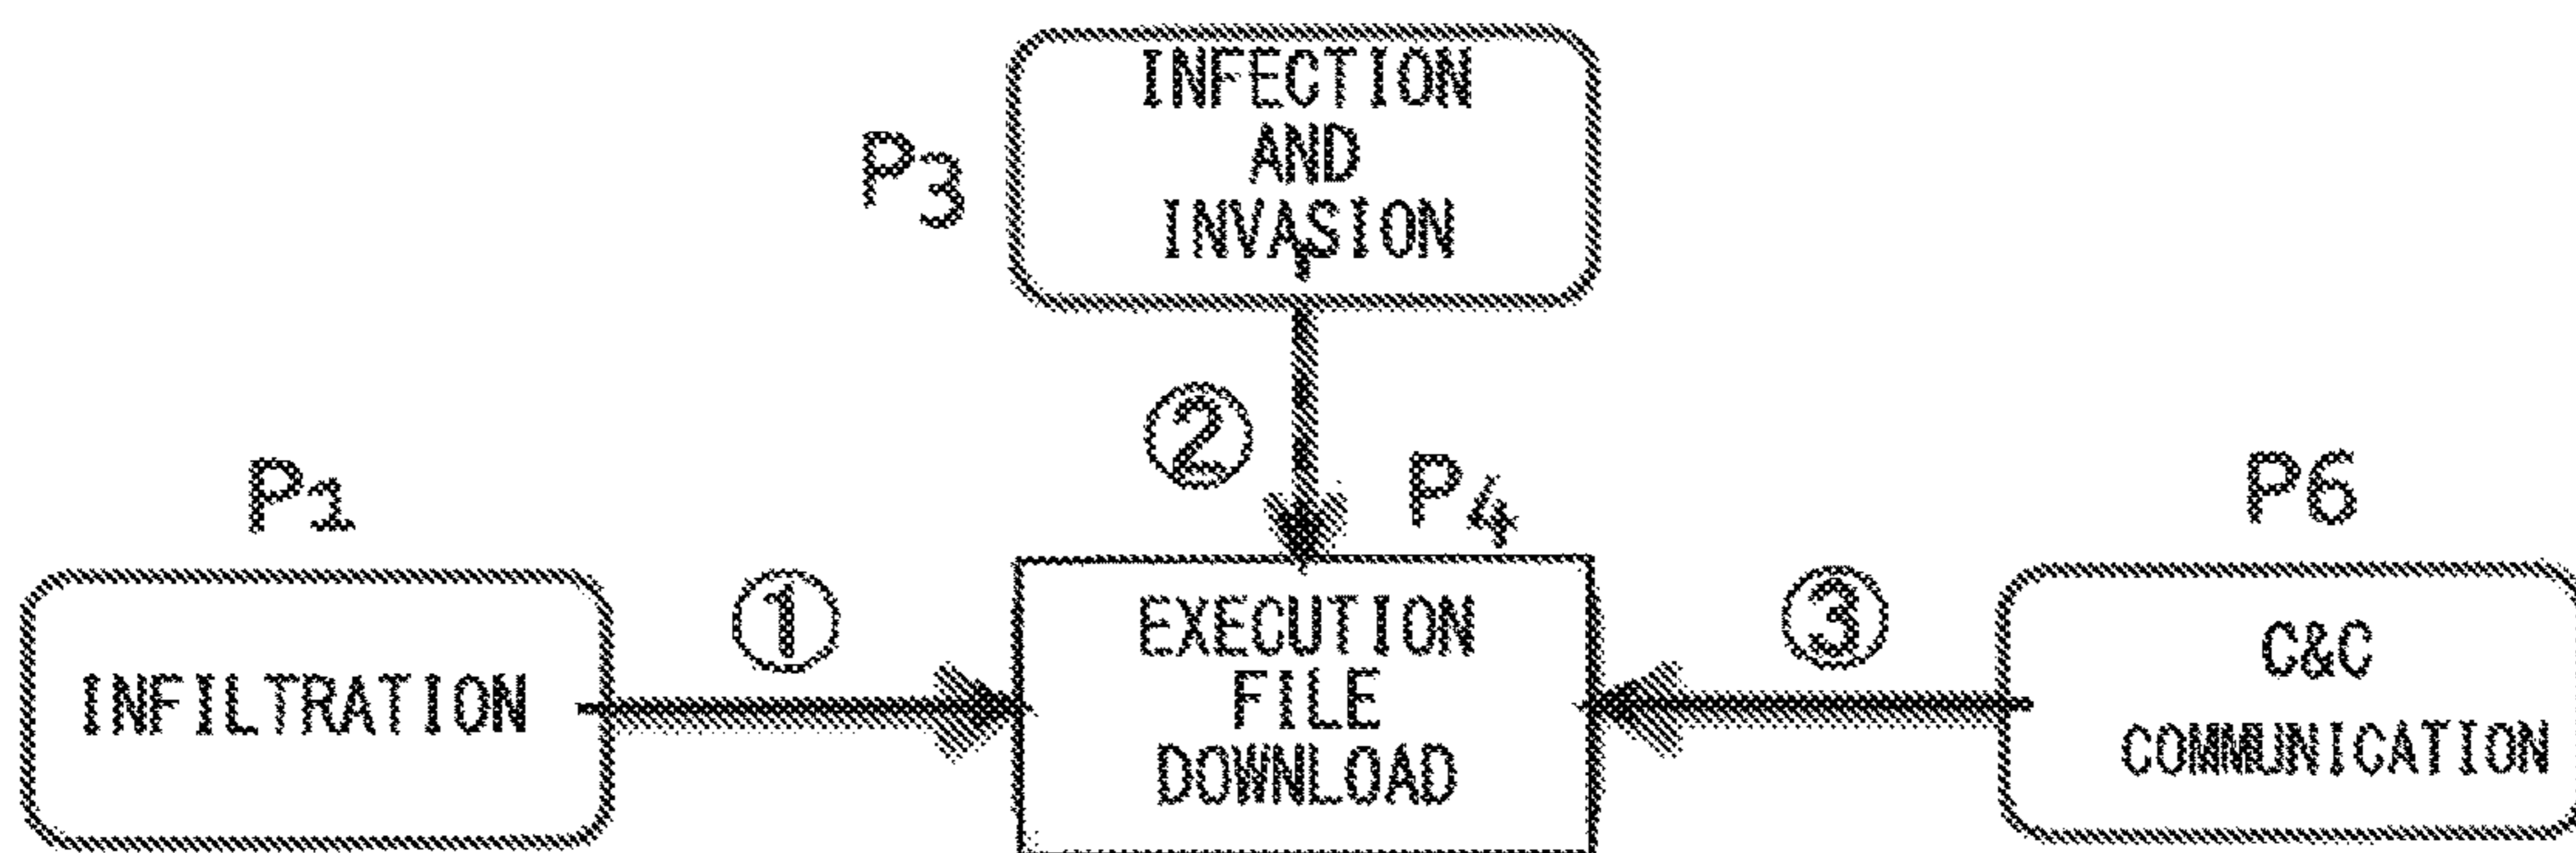 INFECTION
AND
INVASION
P3
②
P1
P4
P6
①
③
INFILTRATION
EXECUTION
FILE
DOWNLOAD
C&C
COMMUNICATION